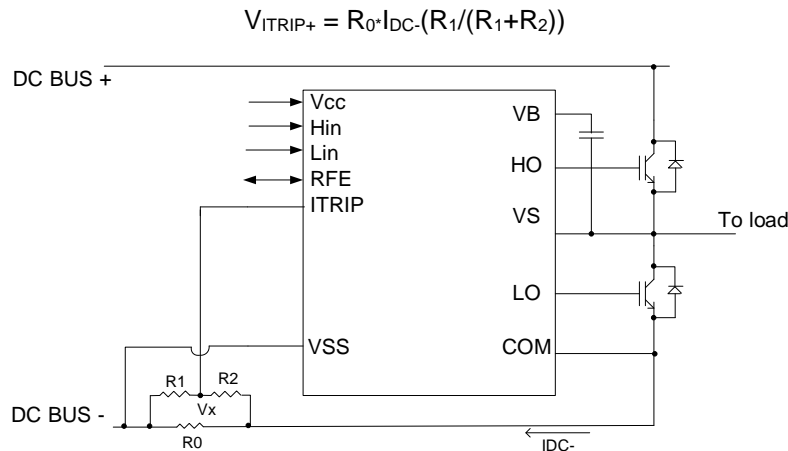 VITRIP+ = R0*IDC-(R1/(R1+R2))
DC BUS +
Vcc
Hin
Lin
RFE
ITRIP
VSS
VB
HO
VS
LO
COM
To load
R1
R2
Vx
R0
DC BUS -
IDC-